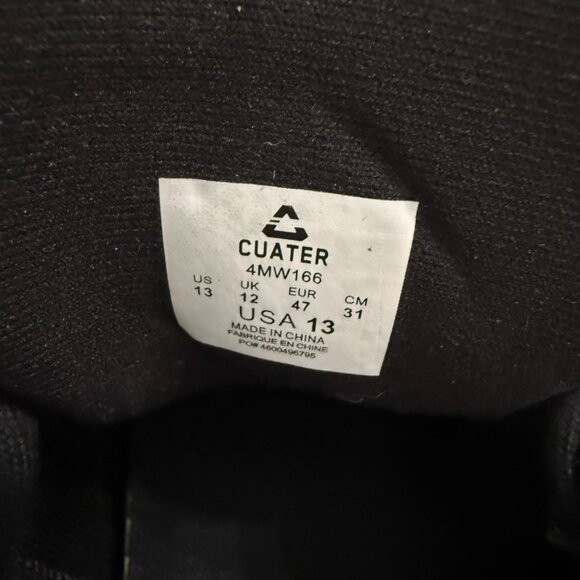 CUATER
4MW166
US UK EUR CM
13 12 47 31
USA 13
MADE IN CHINA
FABRIQUE EN CHINE
PO# 4600496795